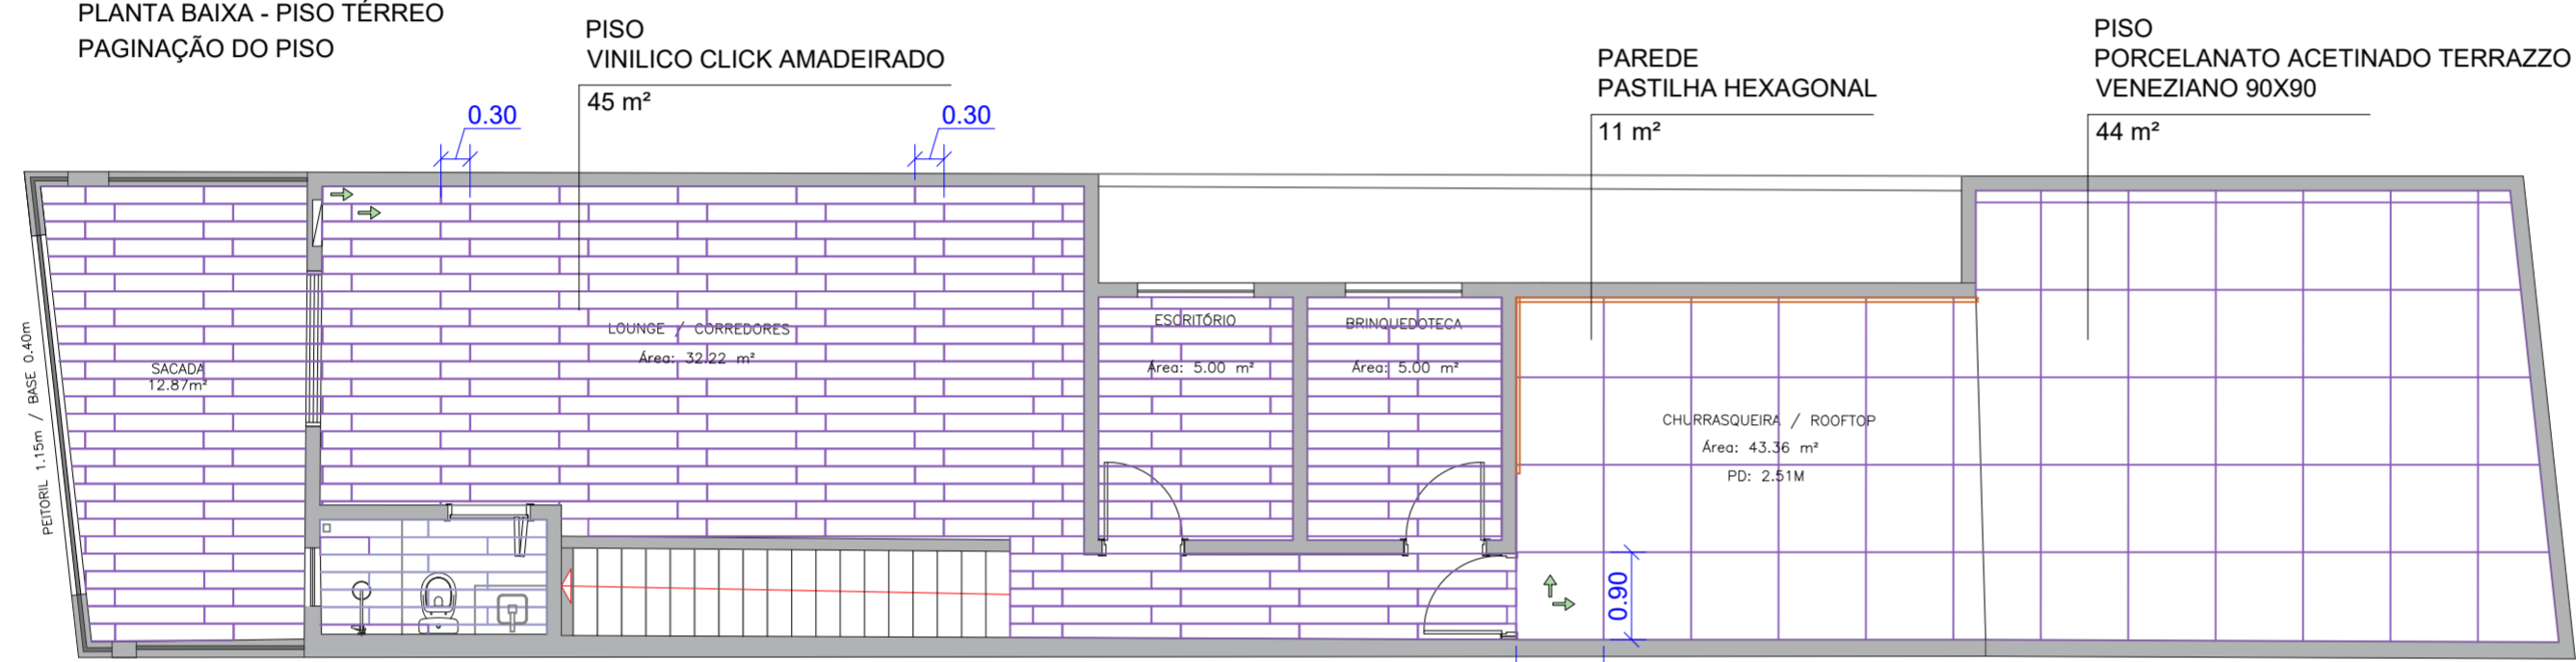 PLANTA BAIXA - PISO TÉRREO
PAGINAÇÃO DO PISO
PISO
VINILICO CLICK AMADEIRADO
45 m²
0.30
0.30
PAREDE
PASTILHA HEXAGONAL
11 m²
PISO
PORCELANATO ACETINADO TERRAZZO
VENEZIANO 90X90
44 m²
PEITORIL 1.15m / BASE 0.40m
SACADA
12.87m²
LOUNGE / CORREDORES
Área: 32.22 m²
ESCRITÓRIO
Área: 5.00 m²
BRINQUEDOTECA
Área: 5.00 m²
CHURRASQUEIRA / ROOFTOP
Área: 43.36 m²
PD: 2.51M
0.90